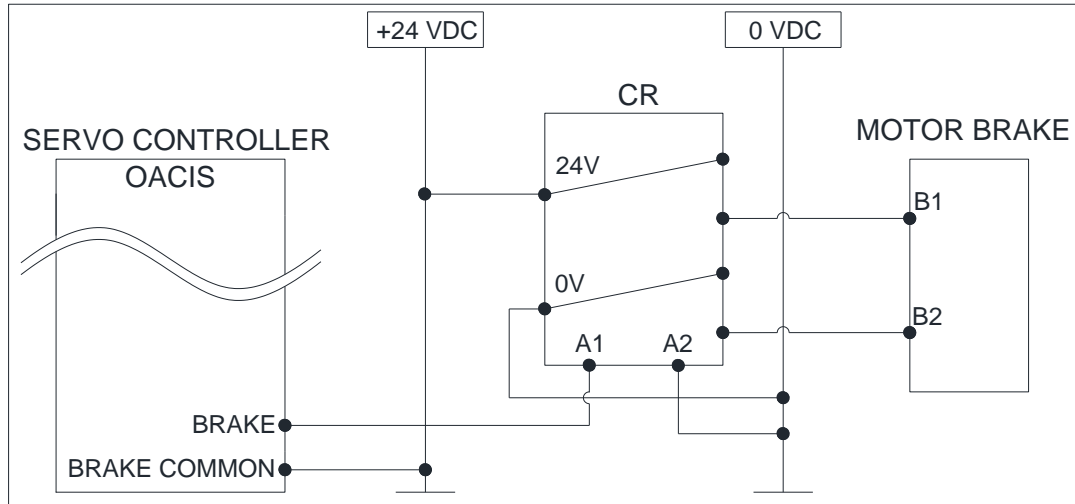 +24 VDC
0 VDC
CR
SERVO CONTROLLER
OACIS
MOTOR BRAKE
24V
B1
0V
B2
A1
A2
BRAKE
BRAKE COMMON